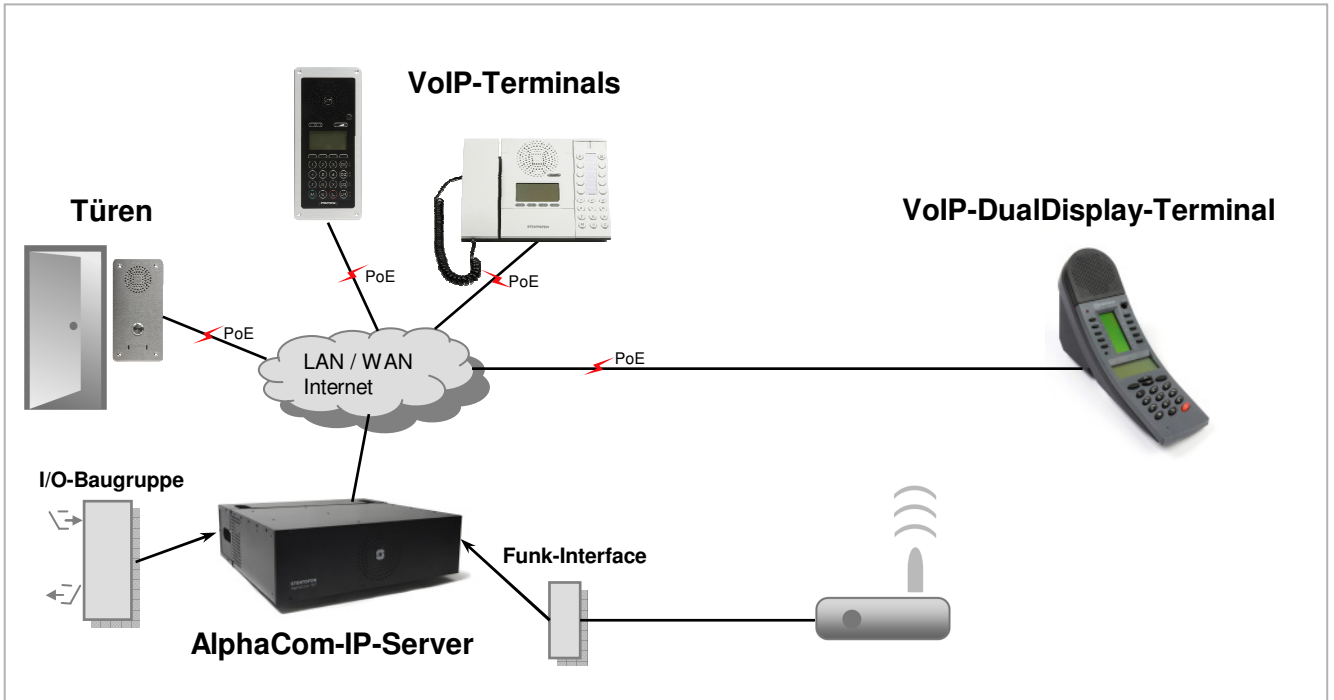 VoIP-Terminals
Türen
VoIP-DualDisplay-Terminal
PoE
PoE
PoE
PoE
LAN / WAN
Internet
I/O-Baugruppe
Funk-Interface
STENTOFON
AlphaCom-IP-Server